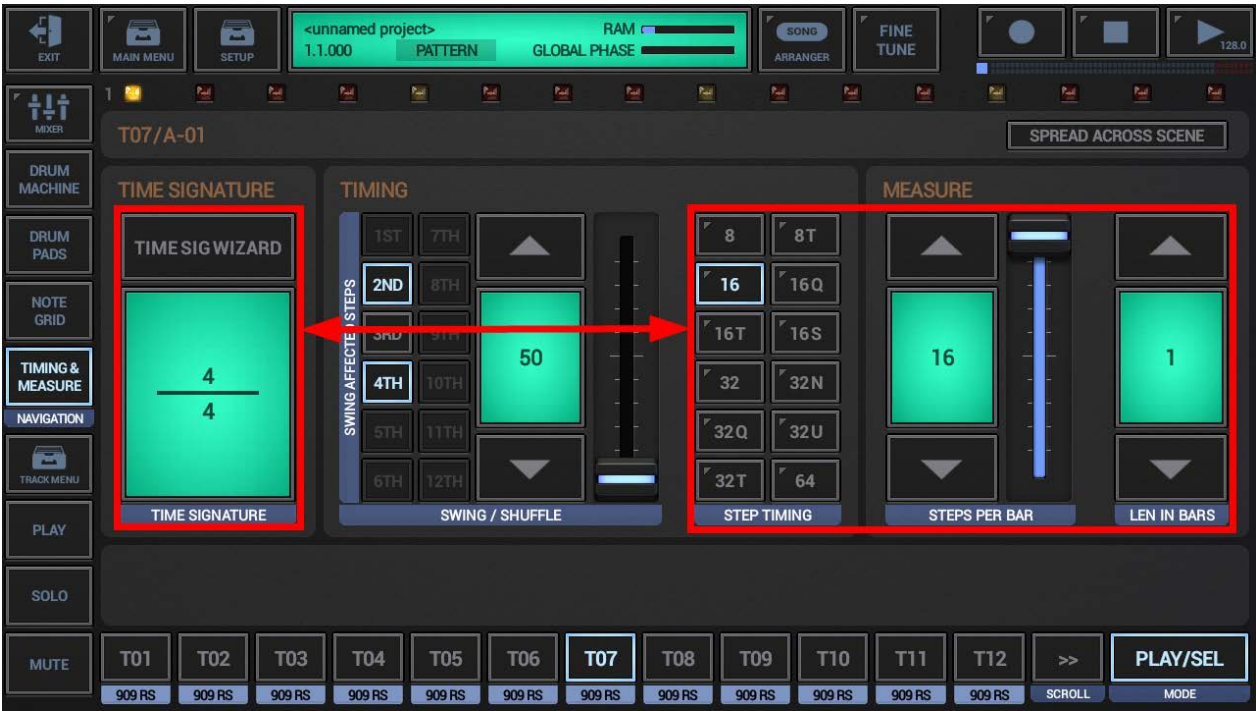 EXIT
MAIN MENU
SETUP
<unnamed project>
RAM
1.1.000
PATTERN
GLOBAL PHASE
SONG
ARRANGER
FINE
TUNE
128.0
MIXER
1
T07/A-01
SPREAD ACROSS SCENE
DRUM
MACHINE
DRUM
PADS
NOTE
GRID
TIMING &
MEASURE
NAVIGATION
TRACK MENU
PLAY
SOLO
MUTE
TIME SIGNATURE
TIME SIG WIZARD
4
4
TIME SIGNATURE
TIMING
SWING AFFECTED STEPS
1ST 7TH
2ND 8TH
3RD 9TH
4TH 10TH
5TH 11TH
6TH 12TH
50
SWING / SHUFFLE
8 8T
16 16Q
16T 16S
32 32N
32Q 32U
32T 64
STEP TIMING
MEASURE
16
STEPS PER BAR
1
LEN IN BARS
T01 T02 T03 T04 T05 T06 T07 T08 T09 T10 T11 T12 >> PLAY/SEL
909 RS 909 RS 909 RS 909 RS 909 RS 909 RS 909 RS 909 RS 909 RS 909 RS 909 RS 909 RS SCROLL MODE